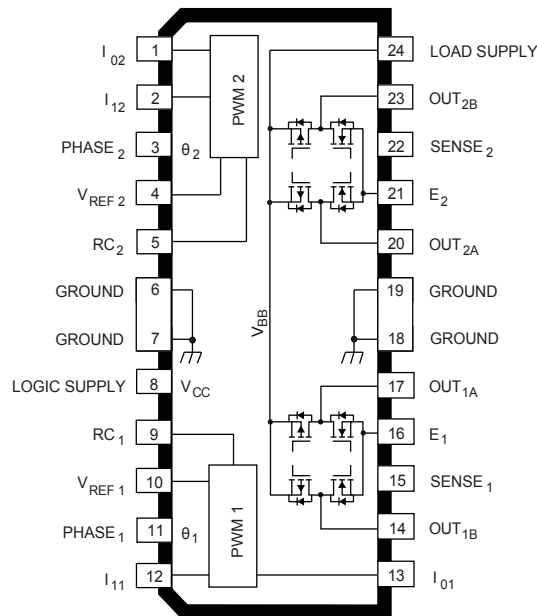 I02 1 24 LOAD SUPPLY
I12 2 PWM 2 23 OUT2B
PHASE2 3 θ2 22 SENSE2
VREF 2 4 21 E2
RC2 5 20 OUT2A
GROUND 6 19 GROUND
GROUND 7 VBB 18 GROUND
LOGIC SUPPLY 8 VCC 17 OUT1A
RC1 9 16 E1
VREF 1 10 15 SENSE1
PHASE1 11 θ1 PWM 1 14 OUT1B
I11 12 13 I01